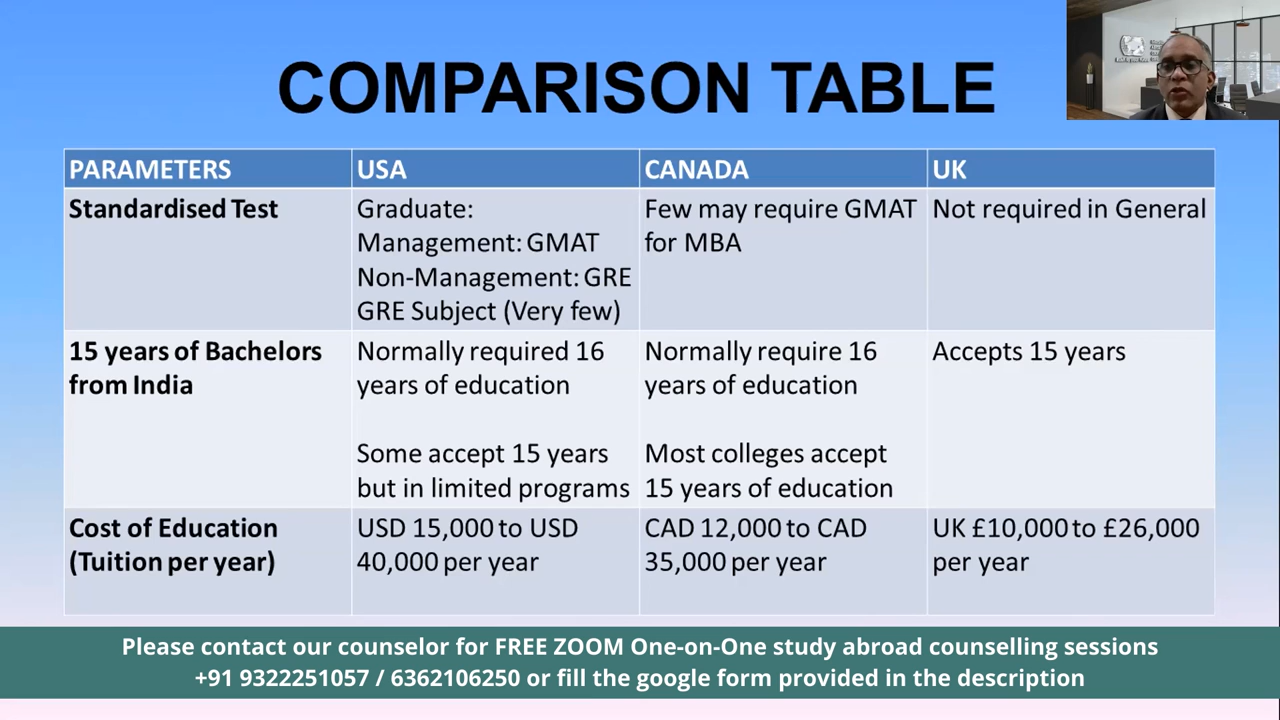 COMPARISON TABLE
PARAMETERS
USA
CANADA
UK
Standardised Test
Graduate:
Management: GMAT
Non-Management: GRE
GRE Subject (Very few)
Few may require GMAT
for MBA
Not required in General
15 years of Bachelors
from India
Normally required 16
years of education
Some accept 15 years
but in limited programs
Normally require 16
years of education
Most colleges accept
15 years of education
Accepts 15 years
Cost of Education
(Tuition per year)
USD 15,000 to USD
40,000 per year
CAD 12,000 to CAD
35,000 per year
UK £10,000 to £26,000
per year
Please contact our counselor for FREE ZOOM One-on-One study abroad counselling sessions
+91 9322251057 / 6362106250 or fill the google form provided in the description